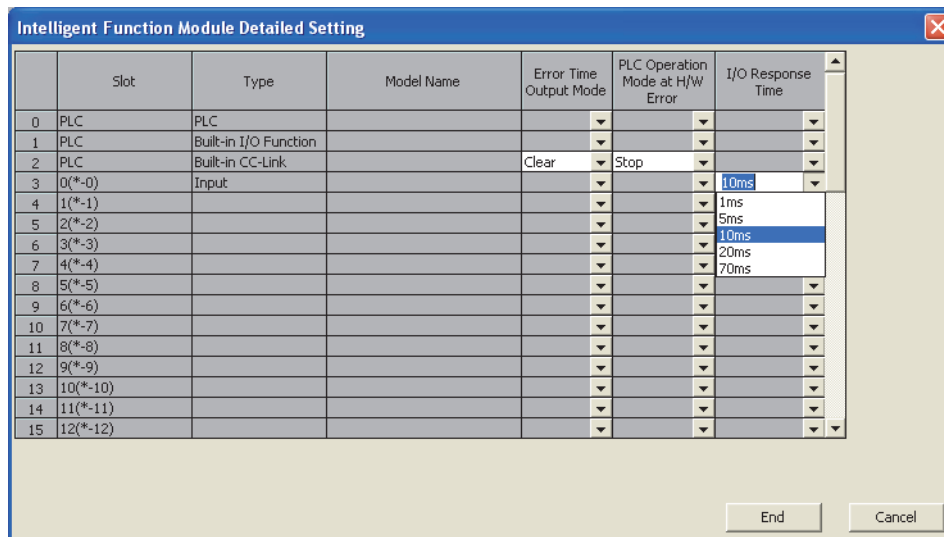 Intelligent Function Module Detailed Setting
Slot Type Model Name Error Time Output Mode PLC Operation Mode at H/W Error I/O Response Time
0 PLC PLC
1 PLC Built-in I/O Function
2 PLC Built-in CC-Link Clear Stop
3 0(*-0) Input 10ms
4 1(*-1) 1ms
5 2(*-2) 5ms
6 3(*-3) 10ms
20ms
7 4(*-4) 70ms
8 5(*-5)
9 6(*-6)
10 7(*-7)
11 8(*-8)
12 9(*-9)
13 10(*-10)
14 11(*-11)
15 12(*-12)
End Cancel